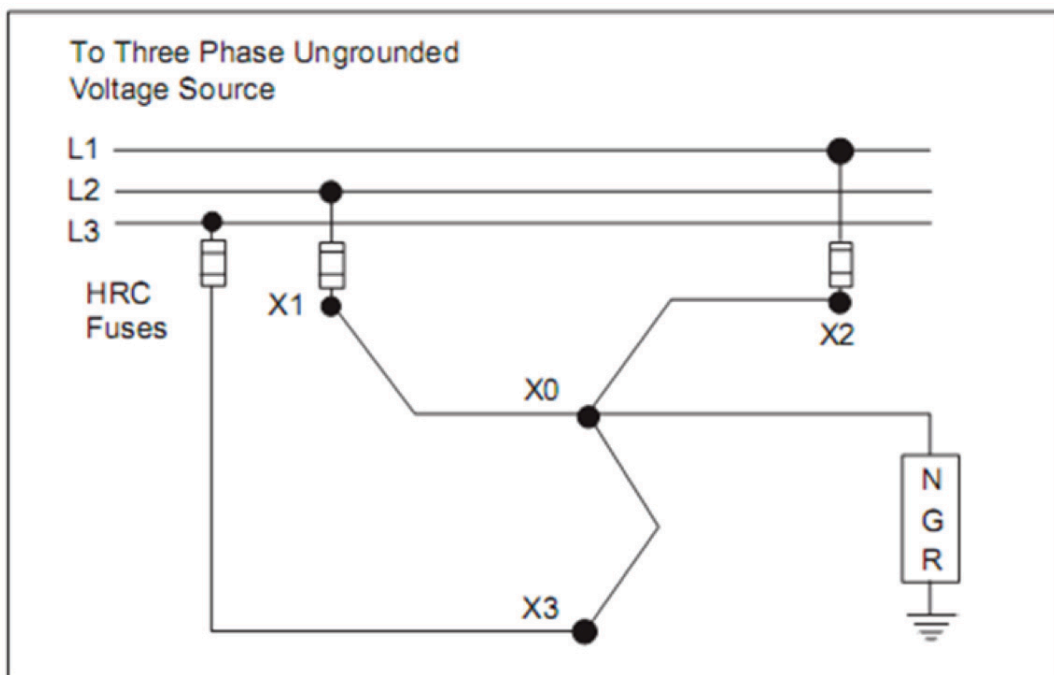 To Three Phase Ungrounded
Voltage Source
L1
L2
L3
HRC
Fuses
X1
X2
X0
N
G
R
X3